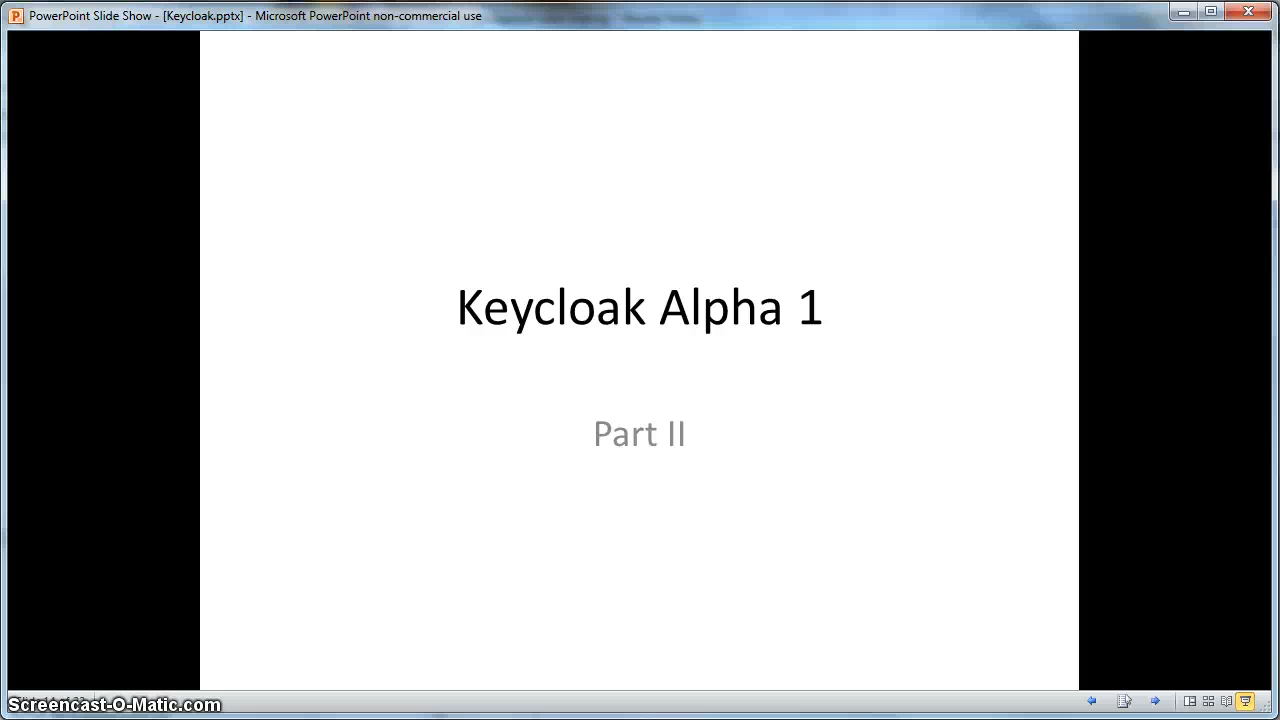 PowerPoint Slide Show - [Keycloak.pptx] - Microsoft PowerPoint non-commercial use
Keycloak Alpha 1
Part II
Screencast-O-Matic.com